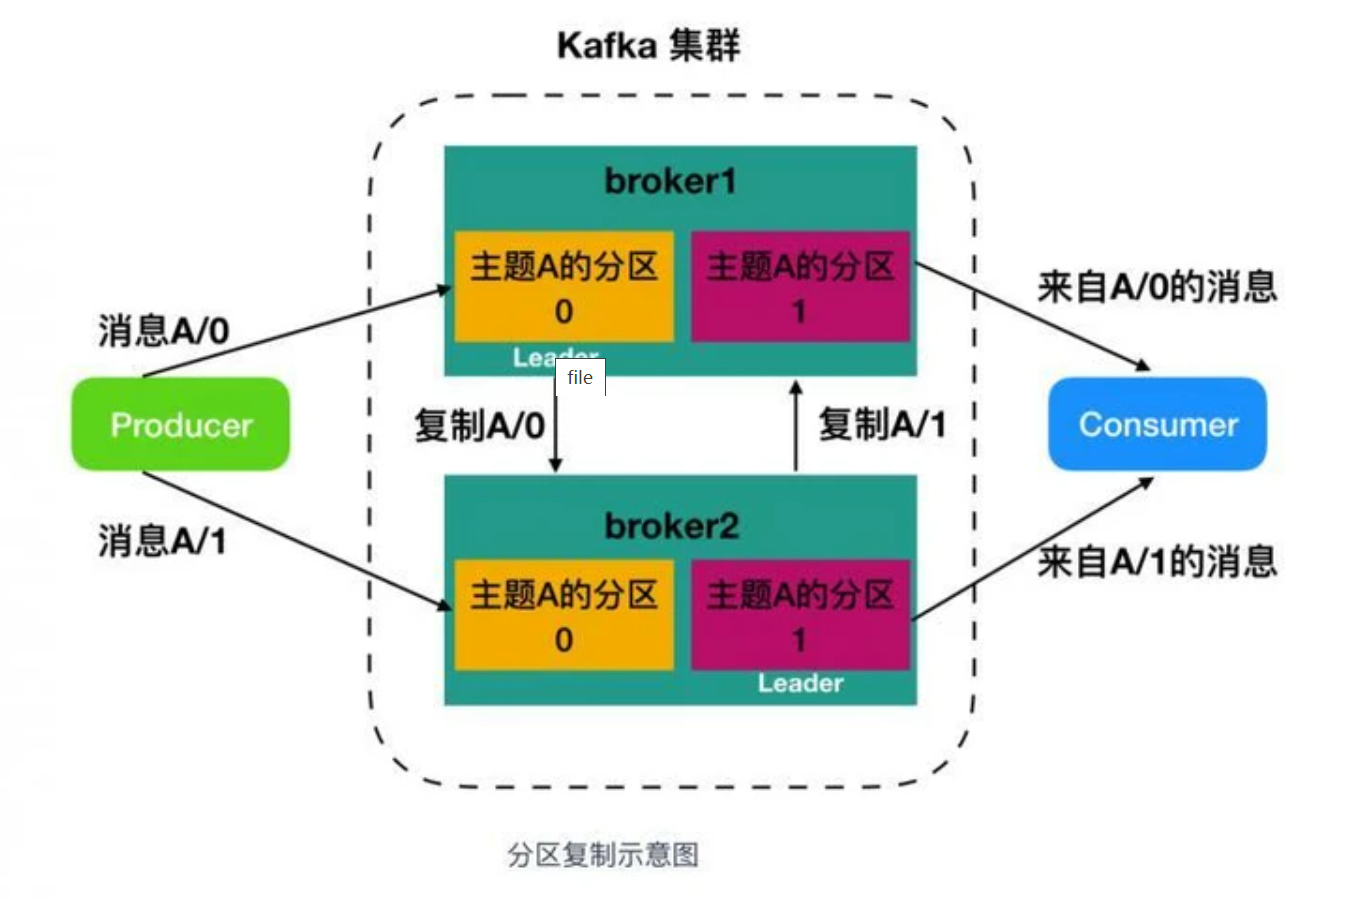 Kafka 集群
broker1
主题A的分区
0
主题A的分区
1
Leader
消息A/0
来自A/0的消息
file
Producer
复制A/0
复制A/1
Consumer
消息A/1
broker2
主题A的分区
0
主题A的分区
1
Leader
来自A/1的消息
分区复制示意图